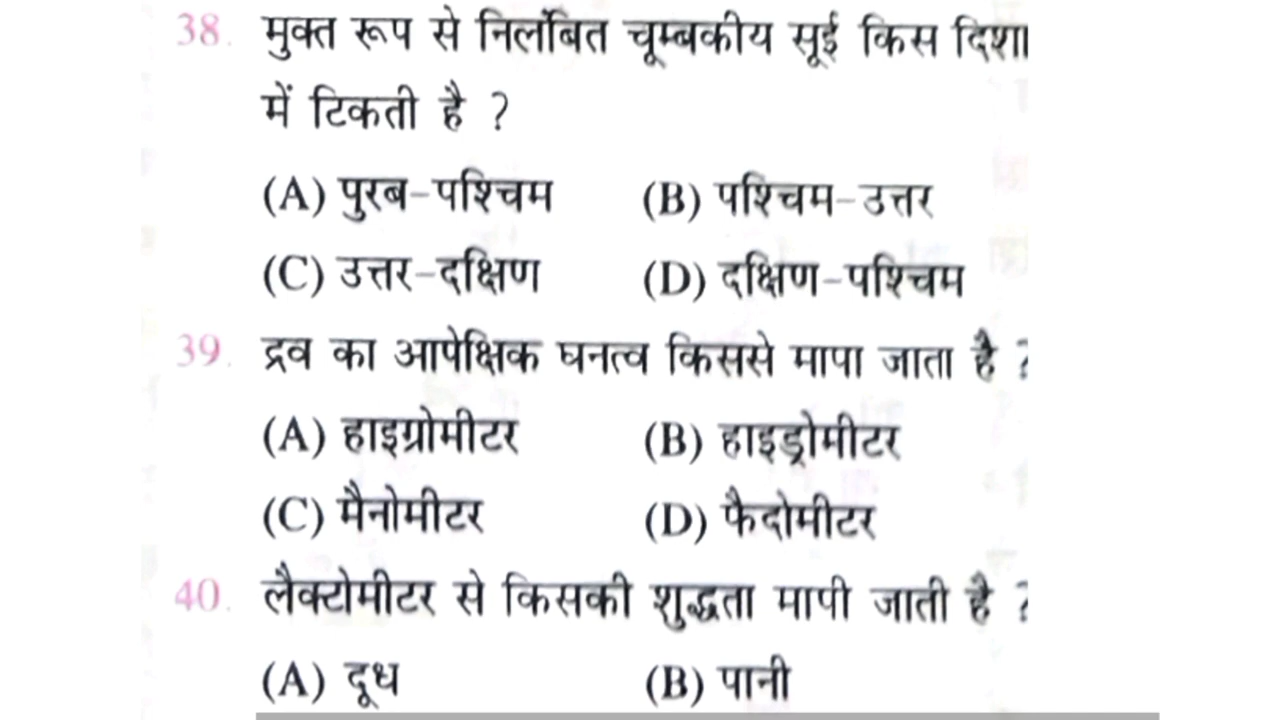 38. मुक्त रूप से निलंबित चूम्बकीय सूई किस दिशा
में टिकती है ?
(A) पुरब-पश्चिम (B) पश्चिम-उत्तर
(C) उत्तर-दक्षिण (D) दक्षिण-पश्चिम
39. द्रव का आपेक्षिक घनत्व किससे मापा जाता है ?
(A) हाइग्रोमीटर (B) हाइड्रोमीटर
(C) मैनोमीटर (D) फैदोमीटर
40. लैक्टोमीटर से किसकी शुद्धता मापी जाती है ?
(A) दूध (B) पानी